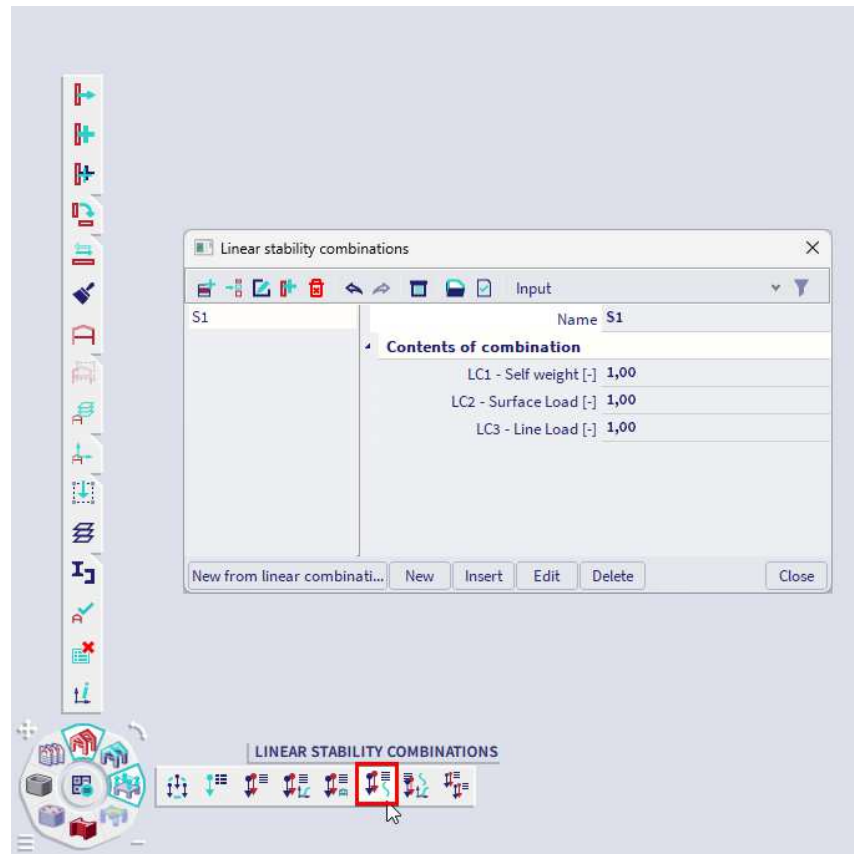 Linear stability combinations
Input
S1
Name S1
Contents of combination
LC1 - Self weight [-] 1,00
LC2 - Surface Load [-] 1,00
LC3 - Line Load [-] 1,00
New from linear combinati... New Insert Edit Delete Close
LINEAR STABILITY COMBINATIONS